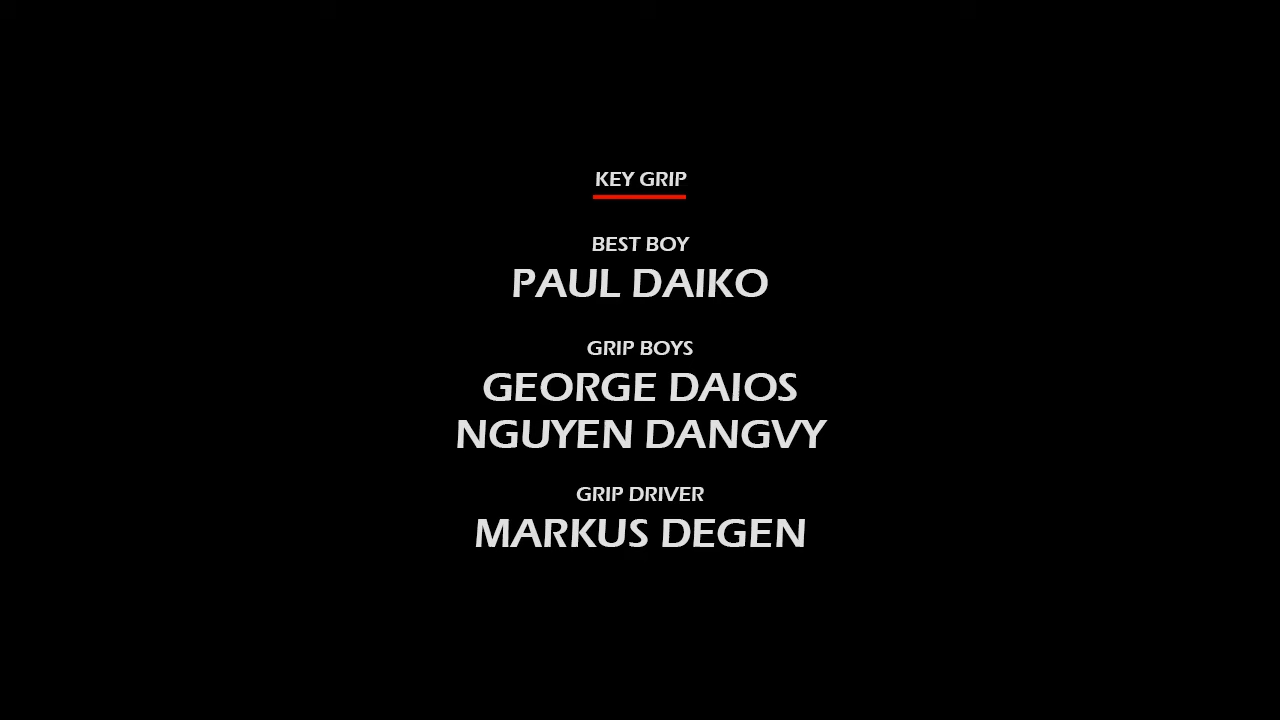 KEY GRIP
BEST BOY
PAUL DAIKO
GRIP BOYS
GEORGE DAIOS
NGUYEN DANGVY
GRIP DRIVER
MARKUS DEGEN